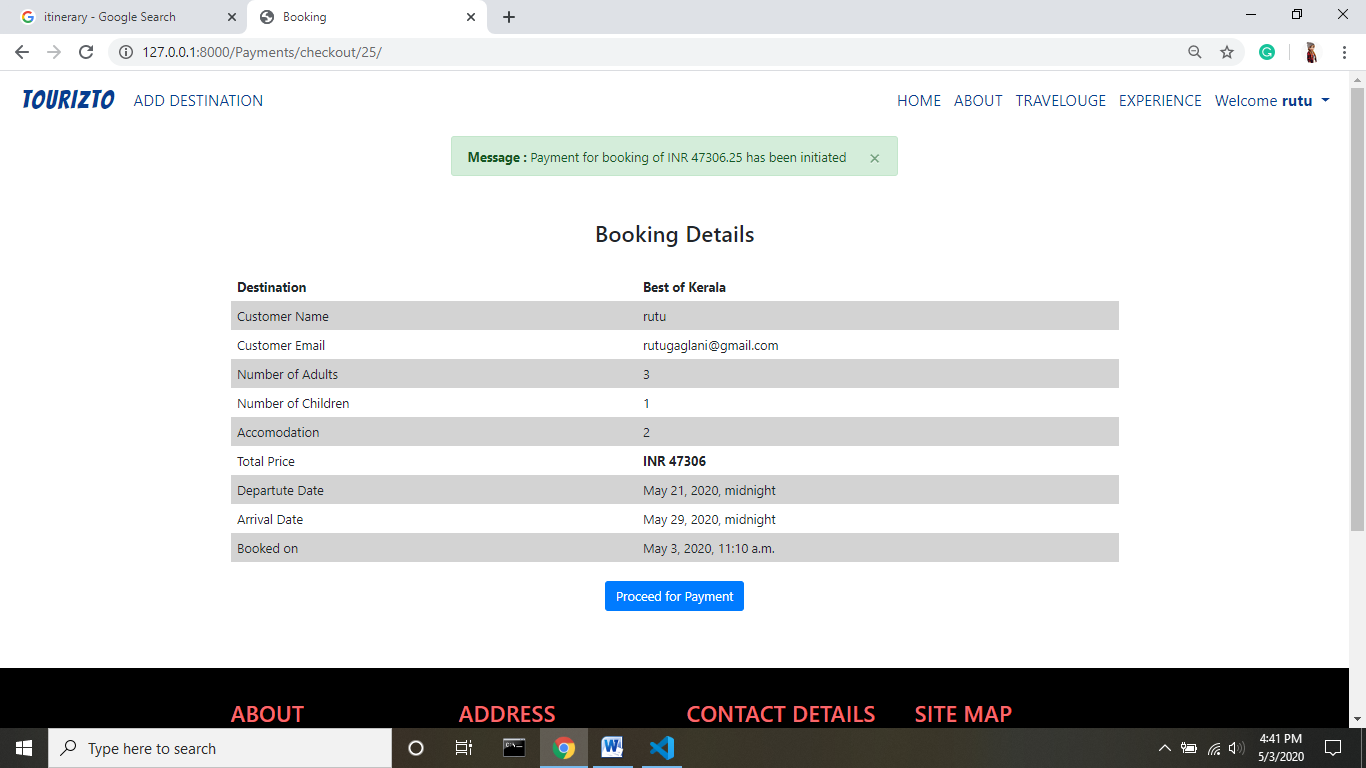 itinerary - Google Search
Booking
127.0.0.1:8000/Payments/checkout/25/
TOURIZTO ADD DESTINATION HOME ABOUT TRAVELOUGE EXPERIENCE Welcome rutu
Message : Payment for booking of INR 47306.25 has been initiated ×
Booking Details
Destination Best of Kerala
Customer Name rutu
Customer Email rutugaglani@gmail.com
Number of Adults 3
Number of Children 1
Accomodation 2
Total Price INR 47306
Departute Date May 21, 2020, midnight
Arrival Date May 29, 2020, midnight
Booked on May 3, 2020, 11:10 a.m.
Proceed for Payment
ABOUT ADDRESS CONTACT DETAILS SITE MAP
Type here to search
4:41 PM
5/3/2020